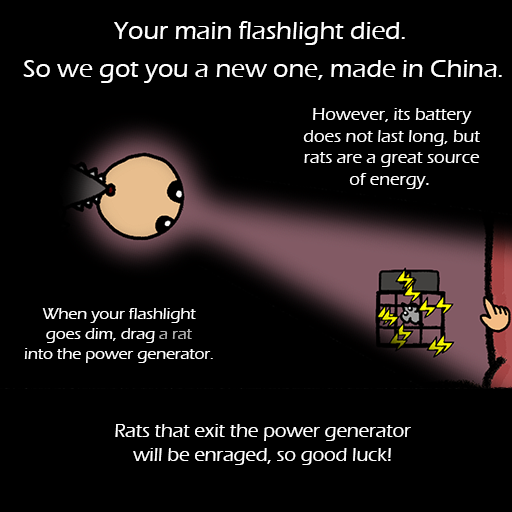 Your main flashlight died.
So we got you a new one, made in China.
However, its battery
does not last long, but
rats are a great source
of energy.
When your flashlight
goes dim, drag a rat
into the power generator.
Rats that exit the power generator
will be enraged, so good luck!